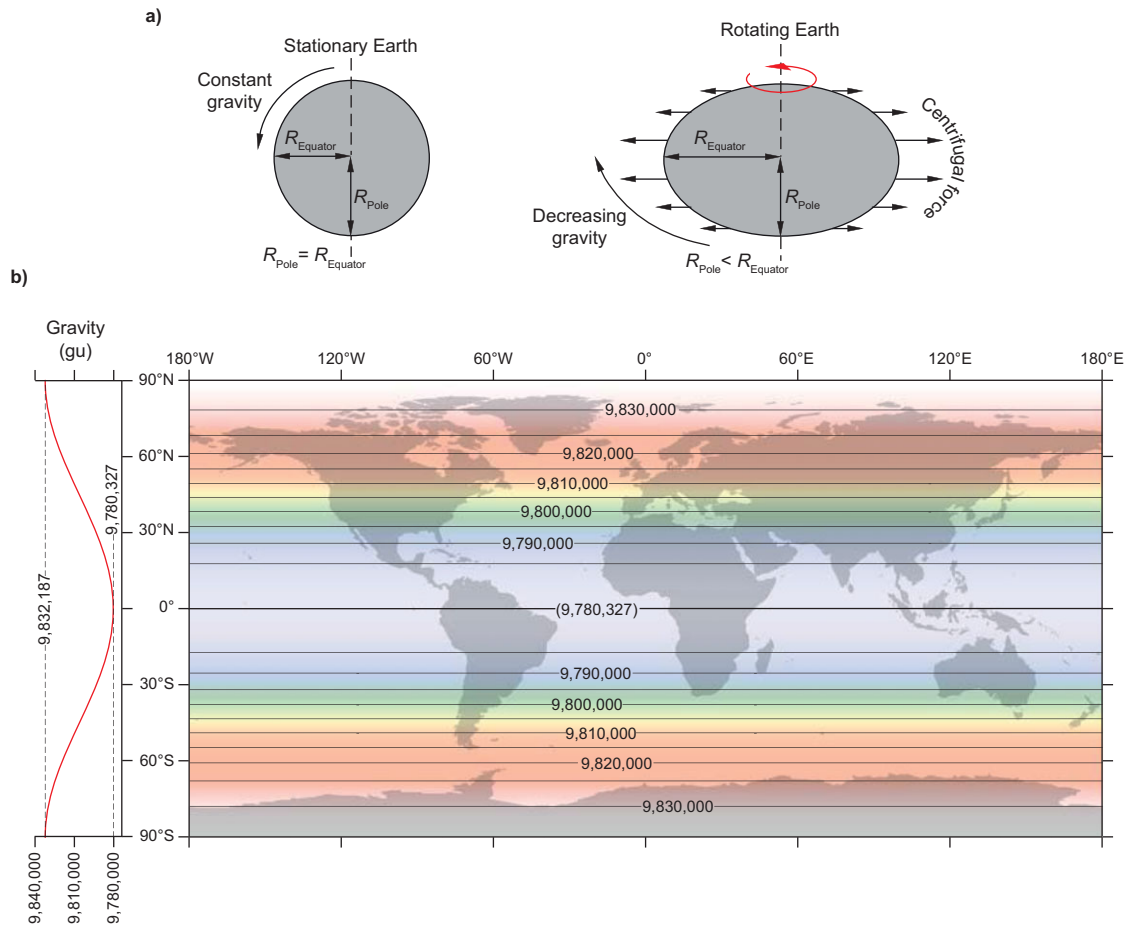 a)
Stationary Earth
Constant
gravity
R Equator
R Pole
R Pole = R Equator
Rotating Earth
R Equator
R Pole
Centrifugal force
Decreasing
gravity
R Pole < R Equator
b)
Gravity
(gu)
180°W 120°W 60°W 0° 60°E 120°E 180°E
90°N
60°N
30°N
0°
30°S
60°S
90°S
9,832,187
9,780,327
9,840,000
9,810,000
9,780,000
9,830,000
9,820,000
9,810,000
9,800,000
9,790,000
(9,780,327)
9,790,000
9,800,000
9,810,000
9,820,000
9,830,000